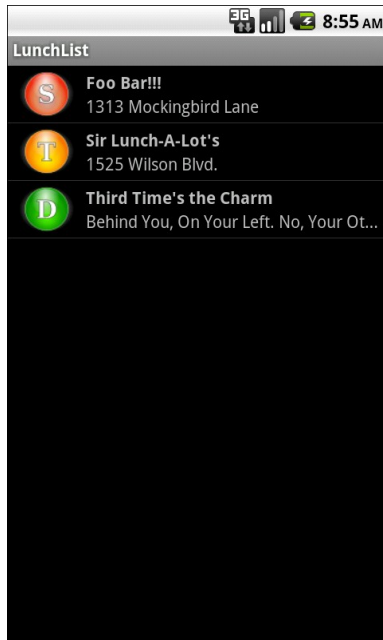 3G 8:55 AM
LunchList
S
Foo Bar!!!
1313 Mockingbird Lane
T
Sir Lunch-A-Lot's
1525 Wilson Blvd.
D
Third Time's the Charm
Behind You, On Your Left. No, Your Ot...